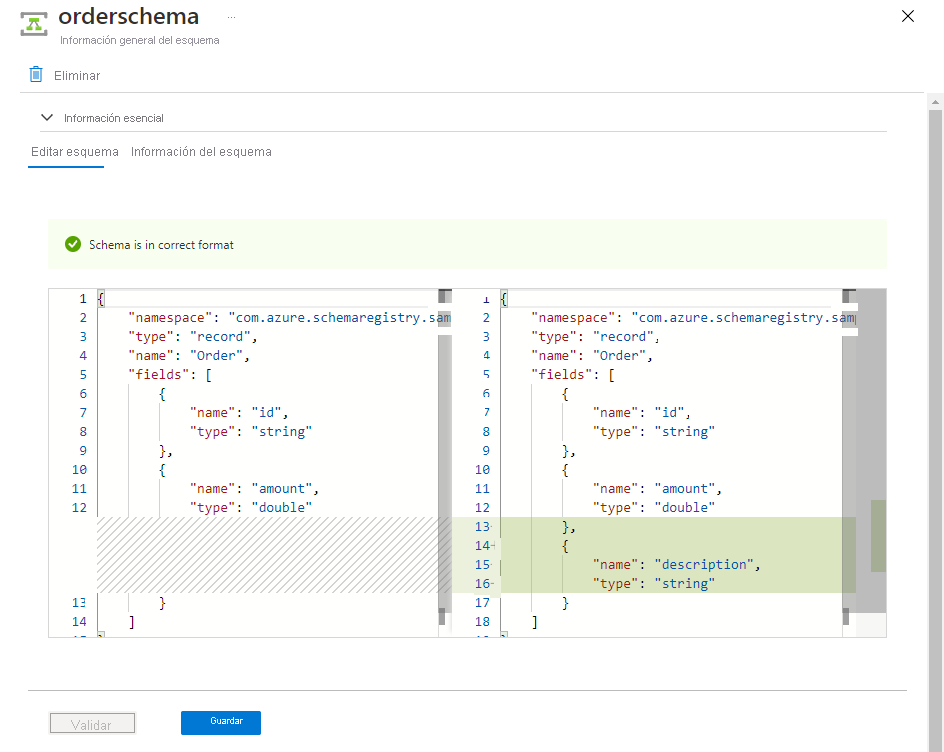 orderschema
...
Información general del esquema
Eliminar
Información esencial
Editar esquema Información del esquema
Schema is in correct format
1 {
2 "namespace": "com.azure.schemaregistry.sam
3 "type": "record",
4 "name": "Order",
5 "fields": [
6 {
7 "name": "id",
8 "type": "string"
9 },
10 {
11 "name": "amount",
12 "type": "double"
13 }
14 ]
1 {
2 "namespace": "com.azure.schemaregistry.samp
3 "type": "record",
4 "name": "Order",
5 "fields": [
6 {
7 "name": "id",
8 "type": "string"
9 },
10 {
11 "name": "amount",
12 "type": "double"
13 },
14+ {
15 "name": "description",
16 "type": "string"
17 }
18 ]
Validar
Guardar